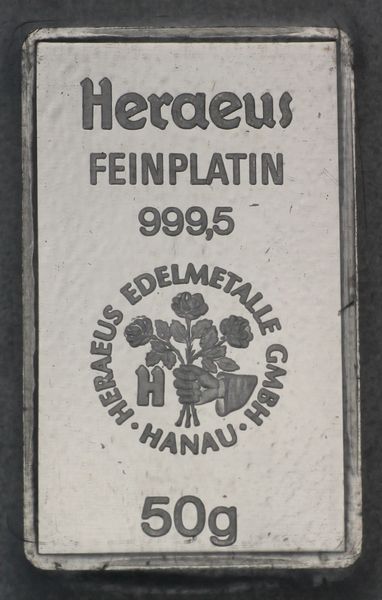 Heraeus
FEINPLATIN
999,5
HERAEUS EDELMETALLE GMBH
· HANAU ·
H
50g